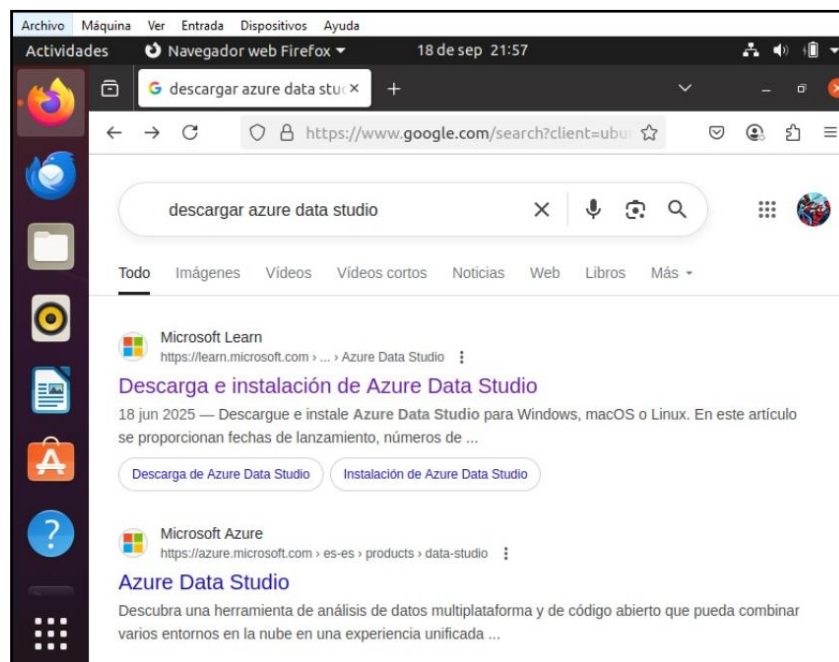 Archivo Máquina Ver Entrada Dispositivos Ayuda
Actividades Navegador web Firefox 18 de sep 21:57
descargar azure data stu
https://www.google.com/search?client=ubu
descargar azure data studio
Todo Imágenes Vídeos Vídeos cortos Noticias Web Libros Más
Microsoft Learn
https://learn.microsoft.com › ... › Azure Data Studio
Descarga e instalación de Azure Data Studio
18 jun 2025 — Descargue e instale Azure Data Studio para Windows, macOS o Linux. En este artículo
se proporcionan fechas de lanzamiento, números de ...
Descarga de Azure Data Studio Instalación de Azure Data Studio
Microsoft Azure
https://azure.microsoft.com › es-es › products › data-studio
Azure Data Studio
Descubra una herramienta de análisis de datos multiplataforma y de código abierto que pueda combinar
varios entornos en la nube en una experiencia unificada ...